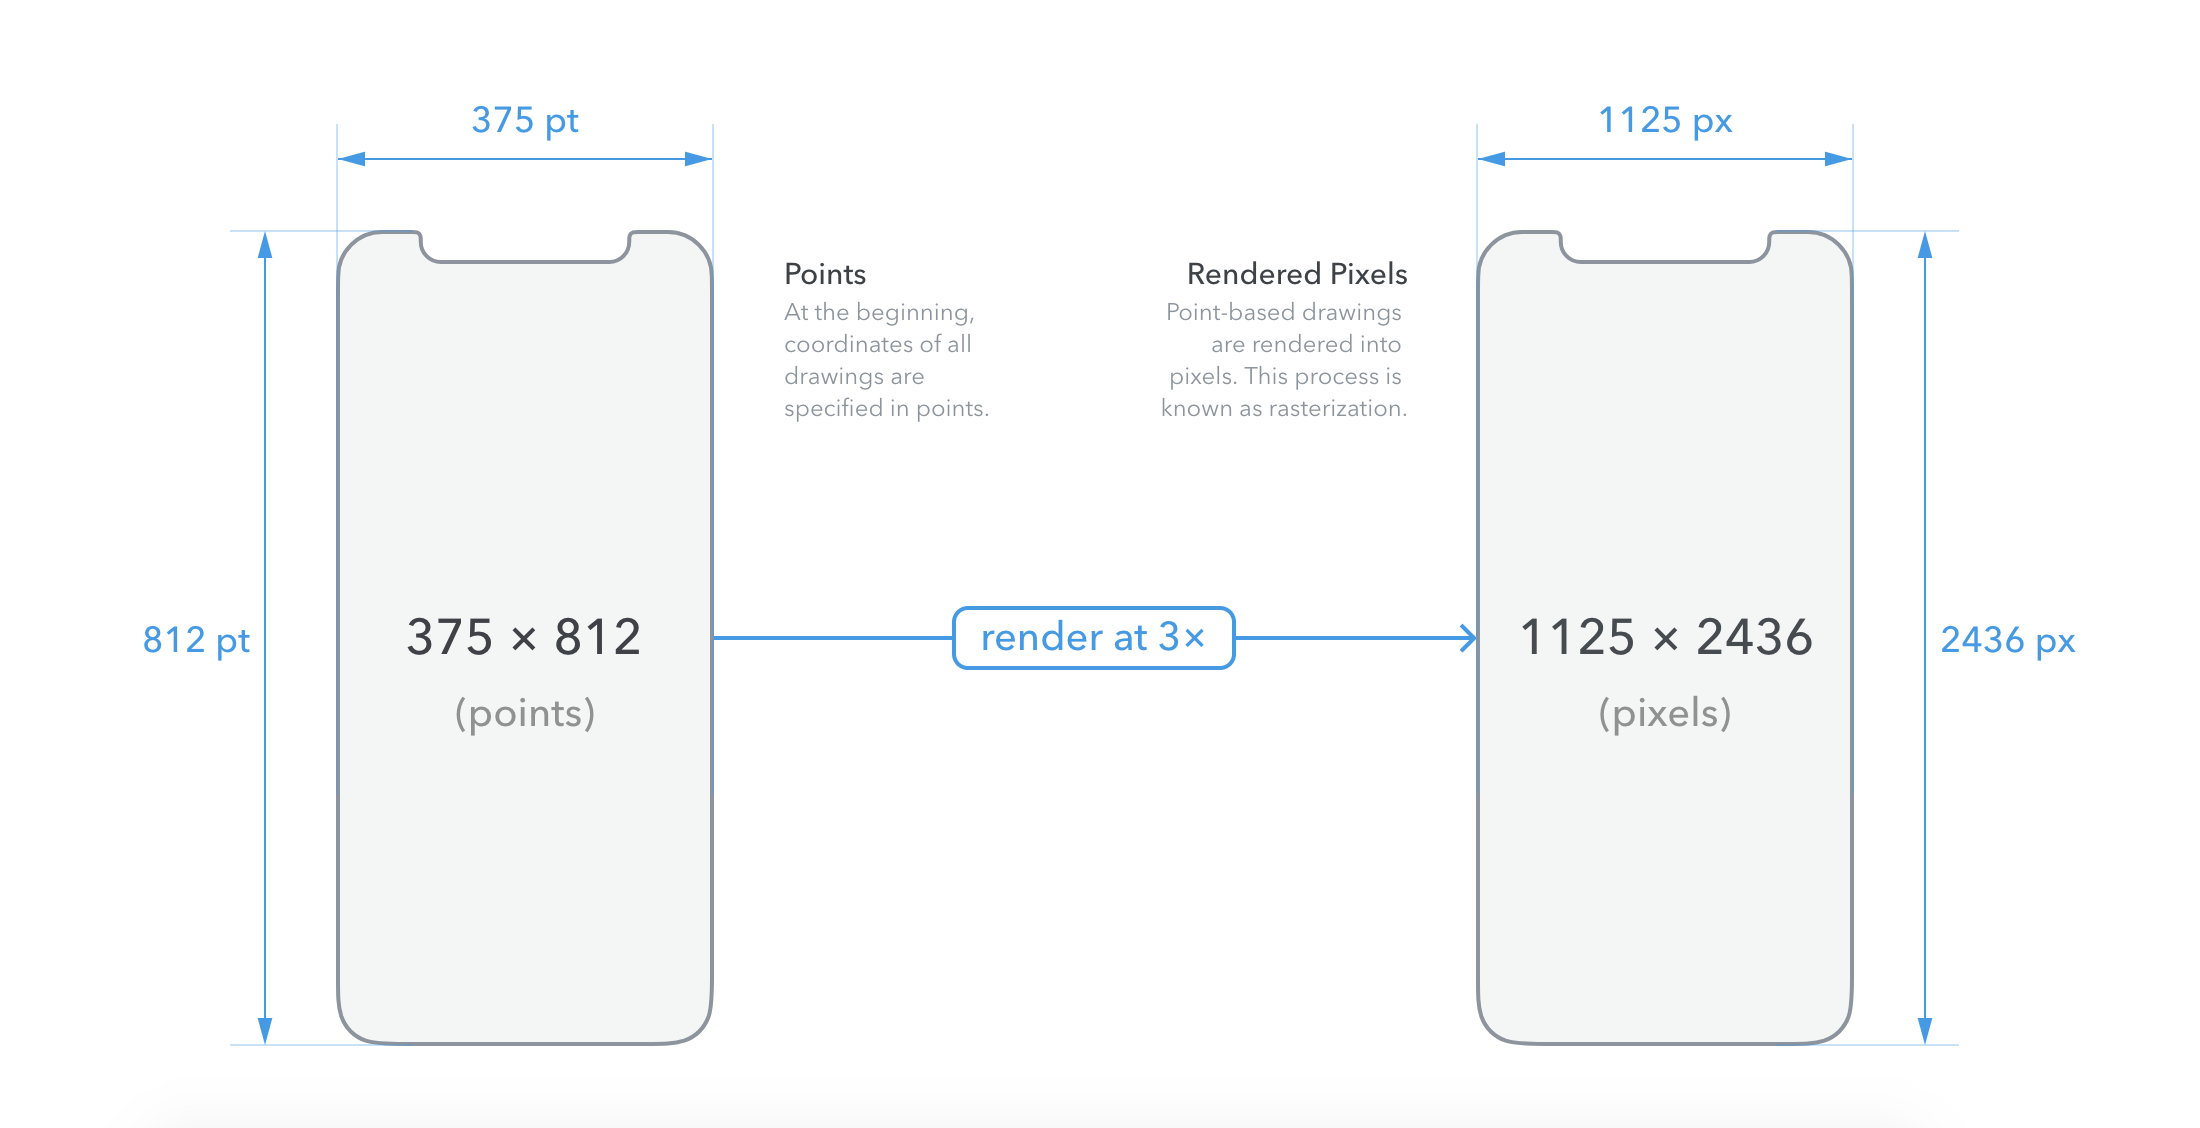 375 pt
1125 px
Points
At the beginning,
coordinates of all
drawings are
specified in points.
Rendered Pixels
Point-based drawings
are rendered into
pixels. This process is
known as rasterization.
812 pt
375 × 812
(points)
render at 3×
1125 × 2436
(pixels)
2436 px